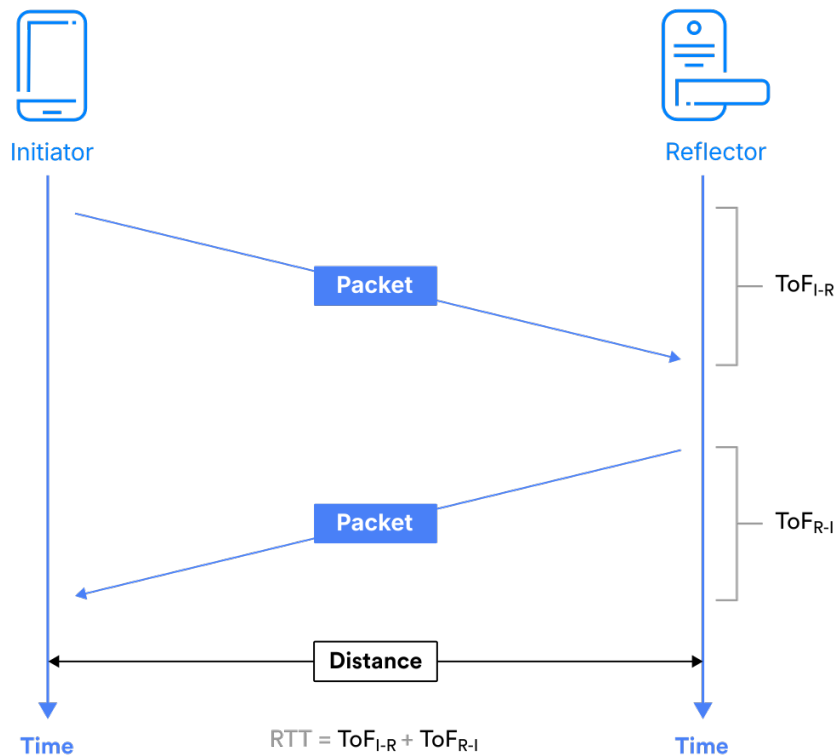 Initiator
Reflector
Packet
ToF_I-R
Packet
ToF_R-I
Distance
Time
RTT = ToF_I-R + ToF_R-I
Time